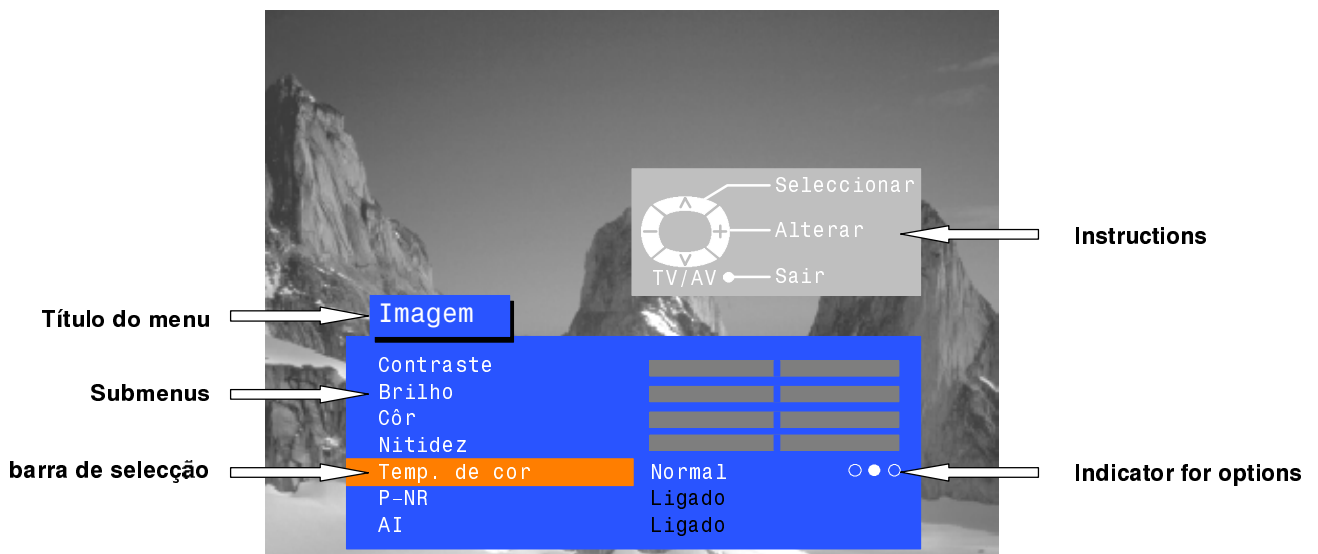 Seleccionar
Alterar
TV/AV Sair
Instructions
Título do menu
Imagem
Submenus
Contraste
Brilho
Côr
Nitidez
barra de selecção
Temp. de cor Normal
Indicator for options
P-NR Ligado
AI Ligado